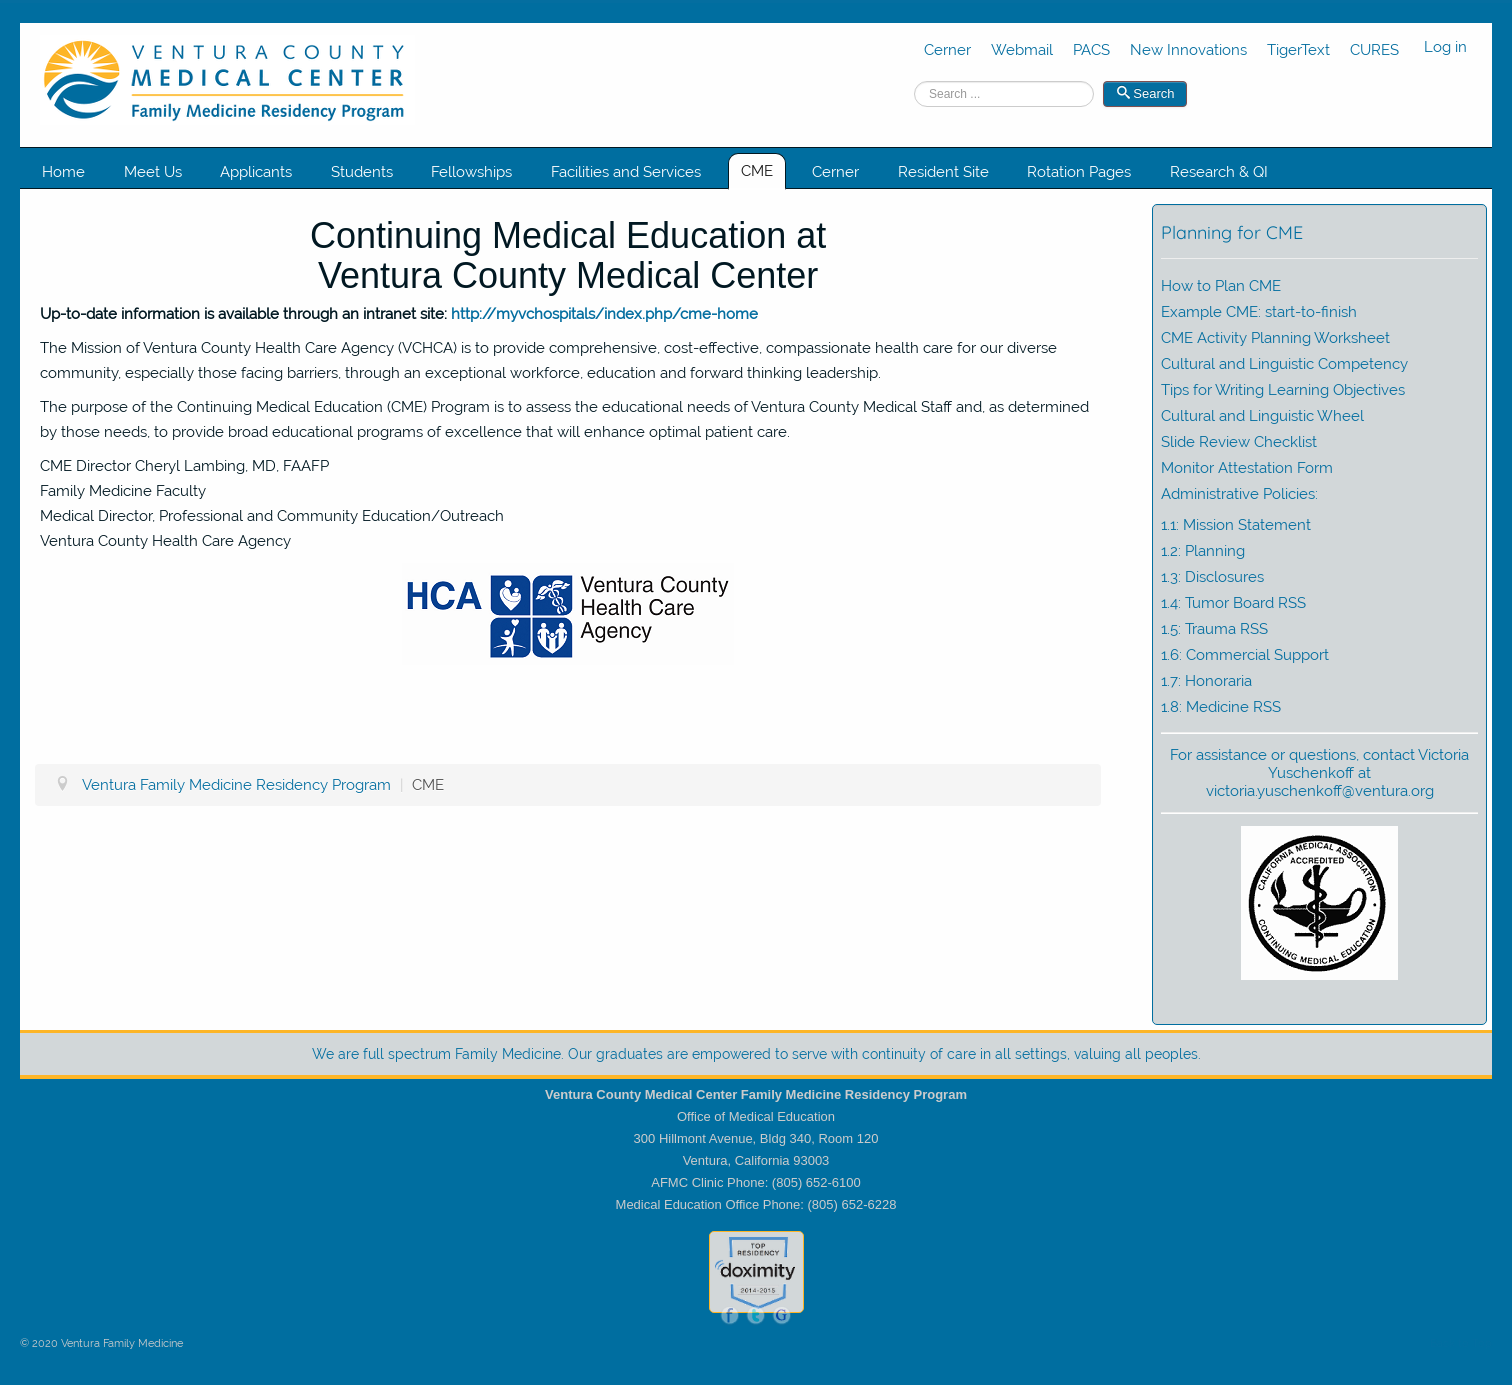 VENTURA COUNTY
MEDICAL CENTER
Family Medicine Residency Program
Cerner Webmail PACS New Innovations TigerText CURES Log in
Search ... Search
Home Meet Us Applicants Students Fellowships Facilities and Services CME Cerner Resident Site Rotation Pages Research & QI
Continuing Medical Education at
Ventura County Medical Center
Up-to-date information is available through an intranet site: http://myvchospitals/index.php/cme-home
The Mission of Ventura County Health Care Agency (VCHCA) is to provide comprehensive, cost-effective, compassionate health care for our diverse
community, especially those facing barriers, through an exceptional workforce, education and forward thinking leadership.
The purpose of the Continuing Medical Education (CME) Program is to assess the educational needs of Ventura County Medical Staff and, as determined
by those needs, to provide broad educational programs of excellence that will enhance optimal patient care.
CME Director Cheryl Lambing, MD, FAAFP
Family Medicine Faculty
Medical Director, Professional and Community Education/Outreach
Ventura County Health Care Agency
HCA
Ventura County
Health Care
Agency
Ventura Family Medicine Residency Program | CME
Planning for CME
How to Plan CME
Example CME: start-to-finish
CME Activity Planning Worksheet
Cultural and Linguistic Competency
Tips for Writing Learning Objectives
Cultural and Linguistic Wheel
Slide Review Checklist
Monitor Attestation Form
Administrative Policies:
1.1: Mission Statement
1.2: Planning
1.3: Disclosures
1.4: Tumor Board RSS
1.5: Trauma RSS
1.6: Commercial Support
1.7: Honoraria
1.8: Medicine RSS
For assistance or questions, contact Victoria
Yuschenkoff at
victoria.yuschenkoff@ventura.org
CALIFORNIA MEDICAL ASSOCIATION
ACCREDITED
CONTINUING MEDICAL EDUCATION
We are full spectrum Family Medicine. Our graduates are empowered to serve with continuity of care in all settings, valuing all peoples.
Ventura County Medical Center Family Medicine Residency Program
Office of Medical Education
300 Hillmont Avenue, Bldg 340, Room 120
Ventura, California 93003
AFMC Clinic Phone: (805) 652-6100
Medical Education Office Phone: (805) 652-6228
TOP
RESIDENCY
doximity
2014-2015
f t G
© 2020 Ventura Family Medicine